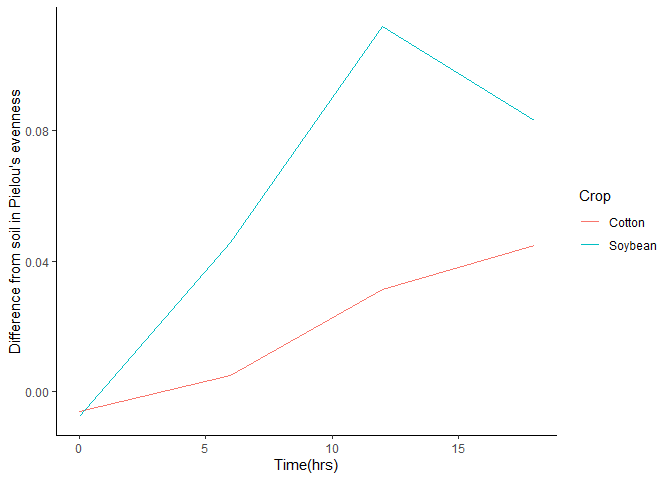 Difference from soil in Pielou's evenness
0.08
0.04
0.00
0
5
10
15
Time(hrs)
Crop
Cotton
Soybean